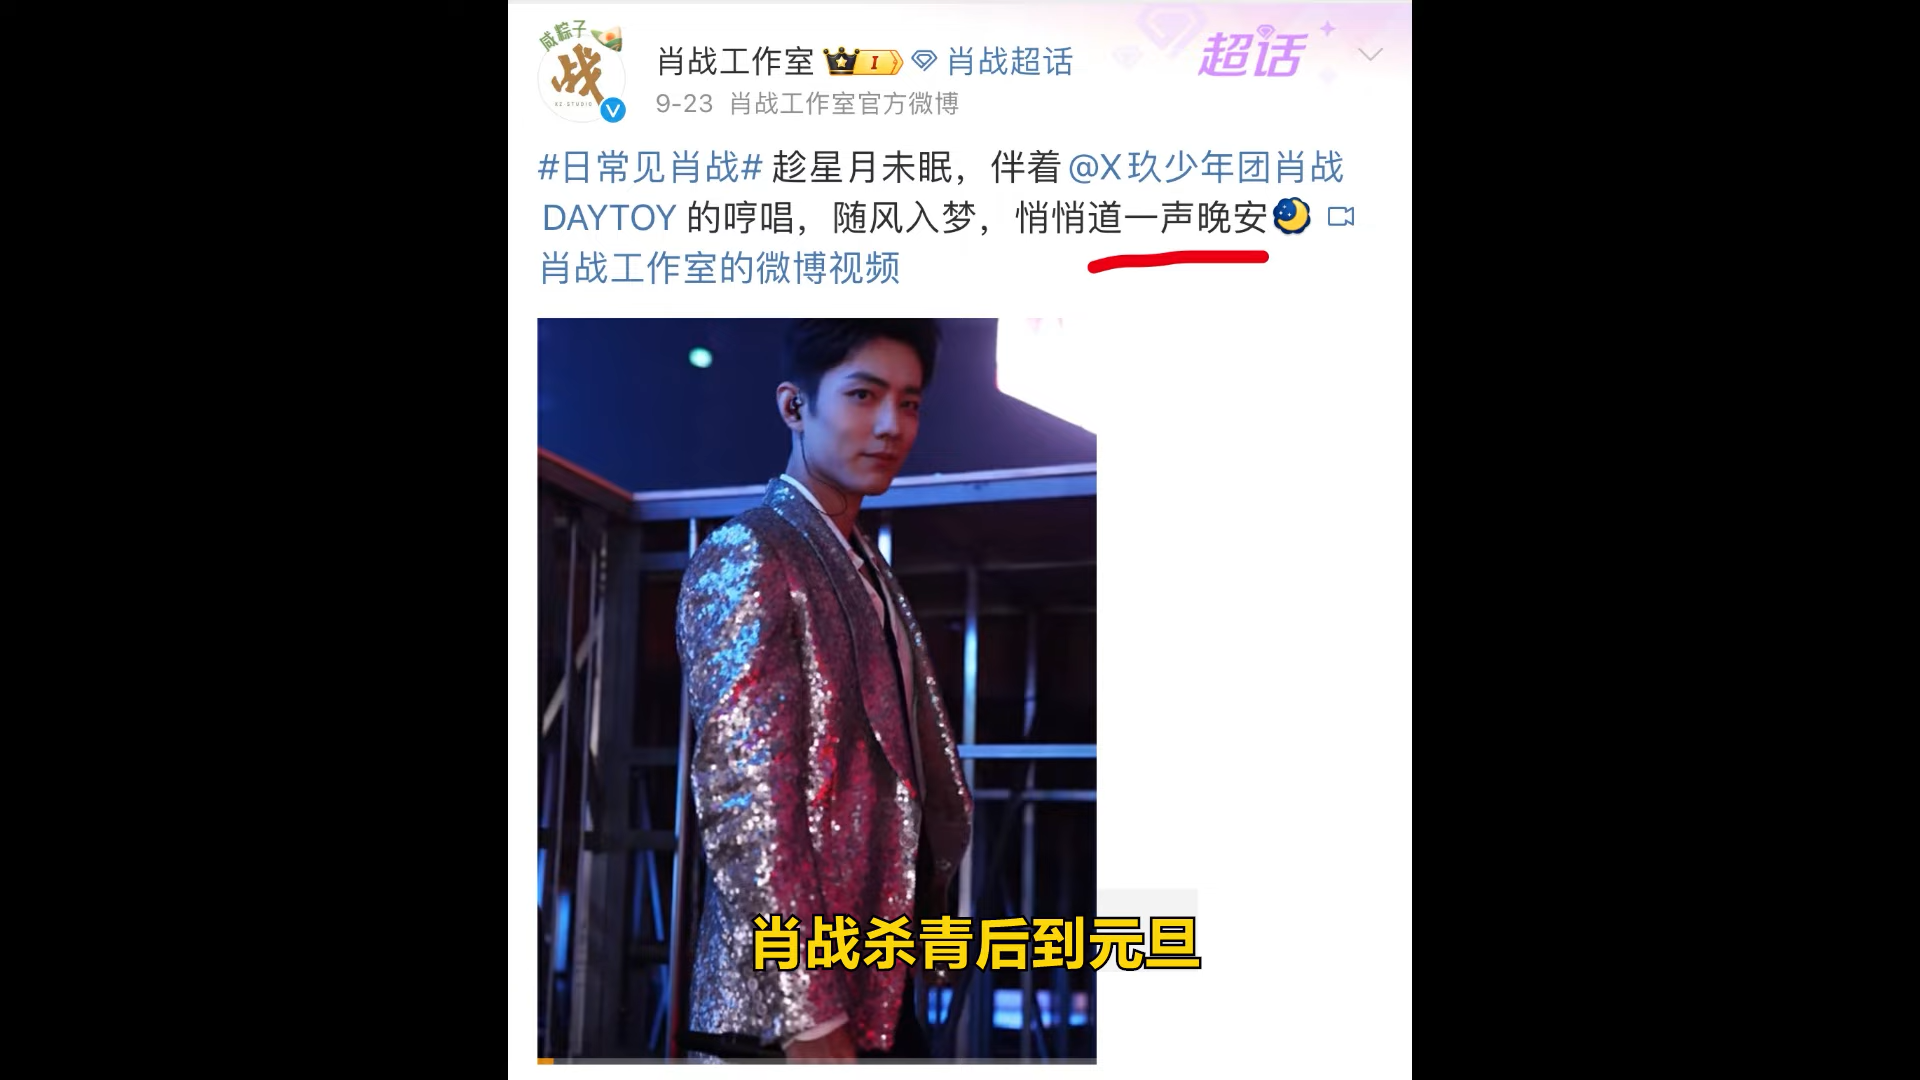 咸粽子
战
XZ STUDIO
肖战工作室 I 肖战超话
超话
9-23 肖战工作室官方微博
#日常见肖战# 趁星月未眠，伴着@X玖少年团肖战
DAYTOY 的哼唱，随风入梦，悄悄道一声晚安
肖战工作室的微博视频
肖战杀青后到元旦